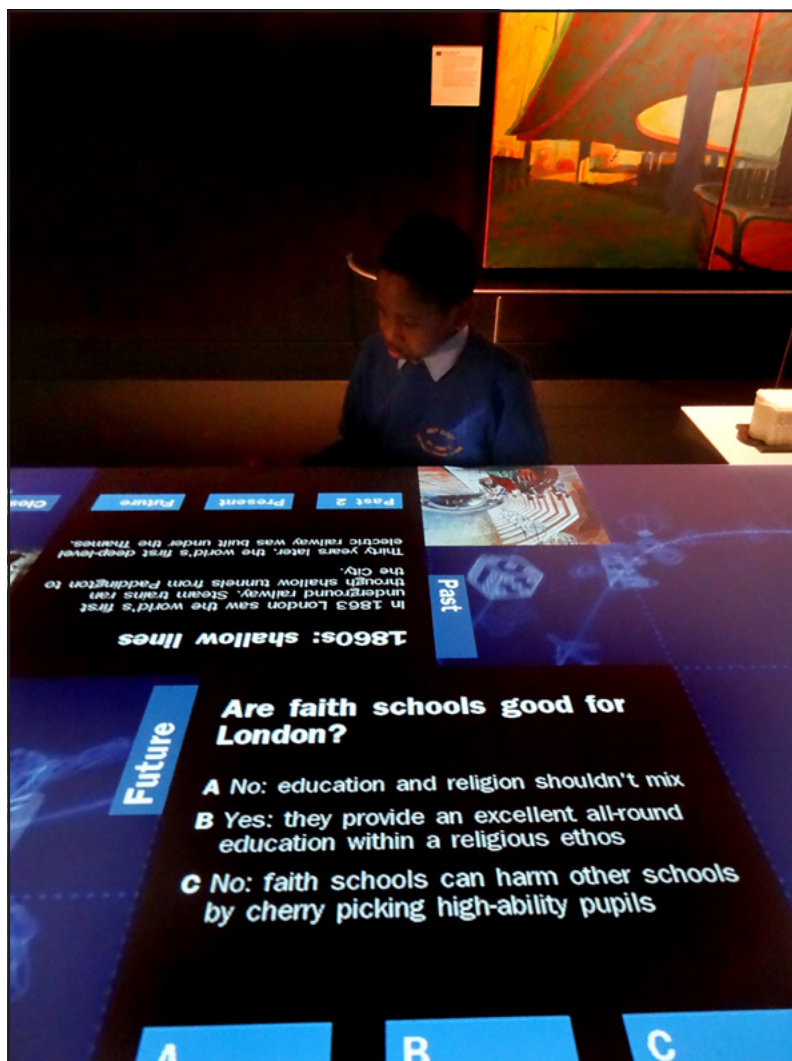 Past 2
Present
Future
Clos
1860s: shallow lines
In 1863 London saw the world's first
underground railway. Steam trains ran
through shallow tunnels from Paddington to
the City.
Thirty years later, the world's first deep-level
electric railway was built under the Thames.
Past
Future
Are faith schools good for
London?
A No: education and religion shouldn't mix
B Yes: they provide an excellent all-round
education within a religious ethos
C No: faith schools can harm other schools
by cherry picking high-ability pupils
A
B
C